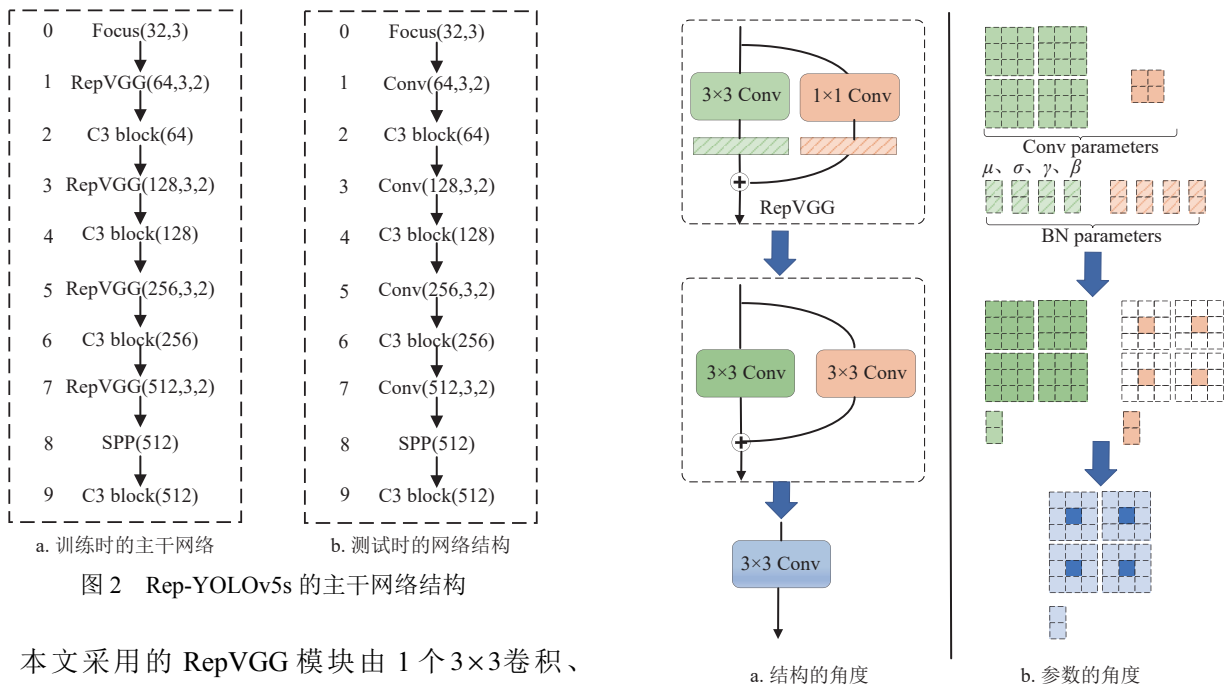 0 Focus(32,3)
1 RepVGG(64,3,2)
2 C3 block(64)
3 RepVGG(128,3,2)
4 C3 block(128)
5 RepVGG(256,3,2)
6 C3 block(256)
7 RepVGG(512,3,2)
8 SPP(512)
9 C3 block(512)
a. 训练时的主干网络
0 Focus(32,3)
1 Conv(64,3,2)
2 C3 block(64)
3 Conv(128,3,2)
4 C3 block(128)
5 Conv(256,3,2)
6 C3 block(256)
7 Conv(512,3,2)
8 SPP(512)
9 C3 block(512)
b. 测试时的网络结构
图 2 Rep-YOLOv5s 的主干网络结构
本文采用的 RepVGG 模块由 1 个3×3卷积、
3×3 Conv
1×1 Conv
+
RepVGG
3×3 Conv
3×3 Conv
+
3×3 Conv
a. 结构的角度
Conv parameters
μ、σ、γ、β
BN parameters
b. 参数的角度